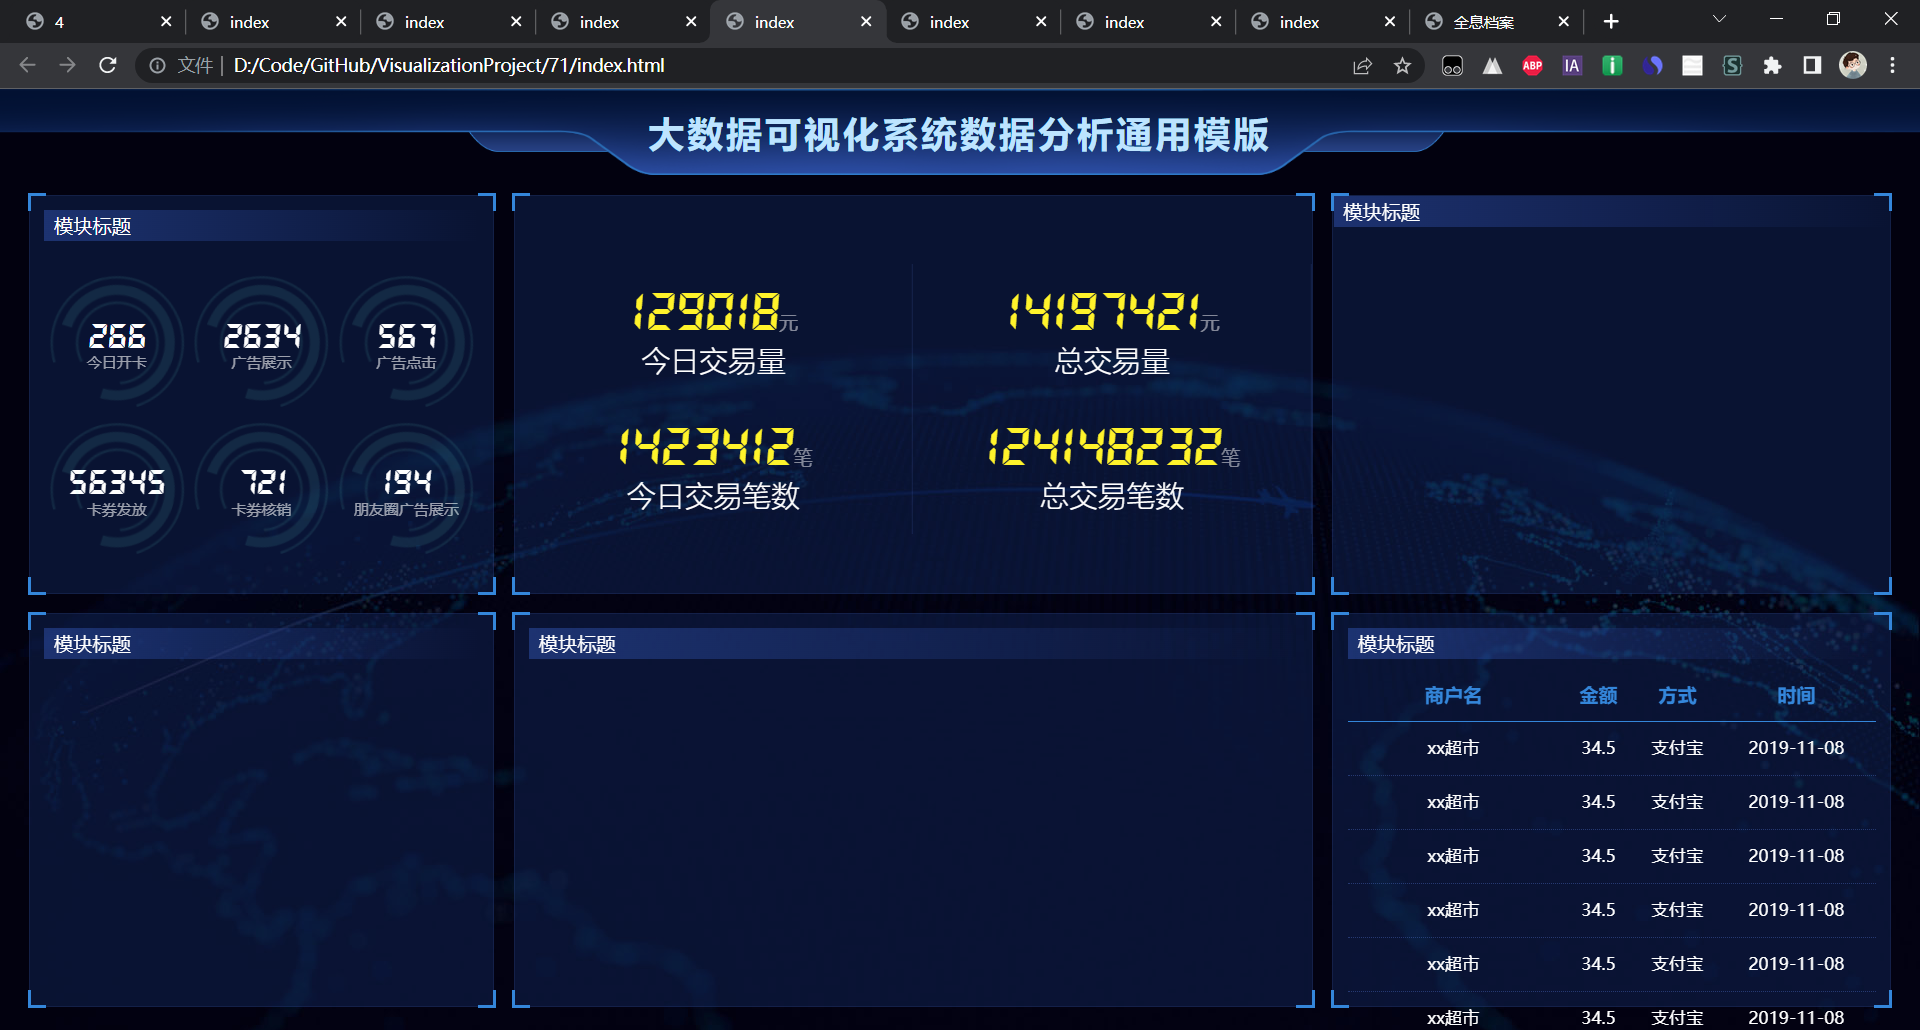 4
index
index
index
index
index
index
index
全息档案
文件
D:/Code/GitHub/VisualizationProject/71/index.html
ABP
IA
大数据可视化系统数据分析通用模版
模块标题
266
今日开卡
2634
广告展示
567
广告点击
56345
卡券发放
721
卡券核销
194
朋友圈广告展示
129018元
今日交易量
14197421元
总交易量
1423412笔
今日交易笔数
124148232笔
总交易笔数
模块标题
模块标题
模块标题
模块标题
商户名 金额 方式 时间
xx超市 34.5 支付宝 2019-11-08
xx超市 34.5 支付宝 2019-11-08
xx超市 34.5 支付宝 2019-11-08
xx超市 34.5 支付宝 2019-11-08
xx超市 34.5 支付宝 2019-11-08
xx超市 34.5 支付宝 2019-11-08